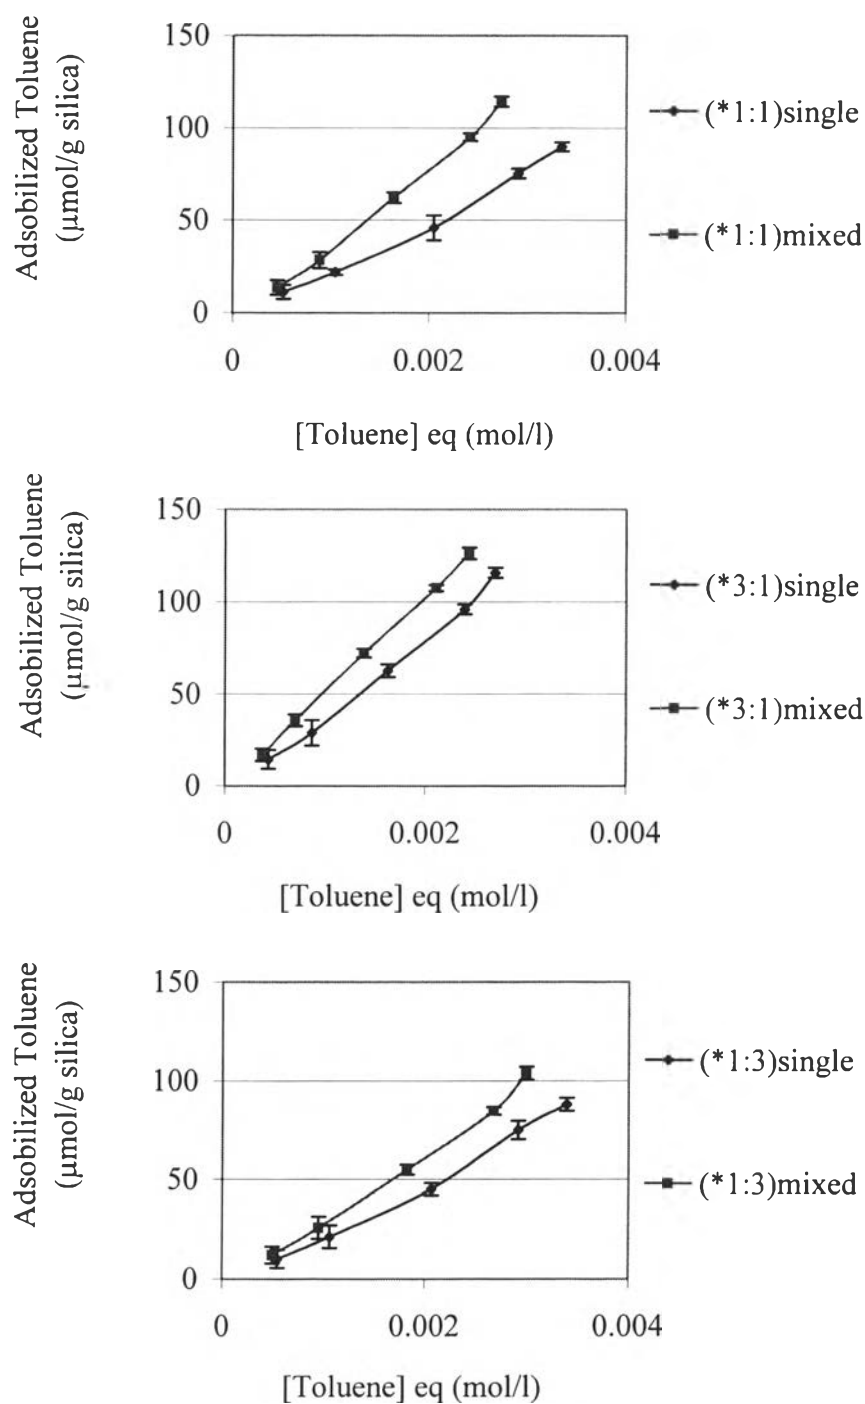 Adsobilized Toluene
(μmol/g silica)
150
100
50
0
0
0.002
0.004
[Toluene] eq (mol/l)
(*1:1)single
(*1:1)mixed
Adsobilized Toluene
(μmol/g silica)
150
100
50
0
0
0.002
0.004
[Toluene] eq (mol/l)
(*3:1)single
(*3:1)mixed
Adsobilized Toluene
(μmol/g silica)
150
100
50
0
0
0.002
0.004
[Toluene] eq (mol/l)
(*1:3)single
(*1:3)mixed